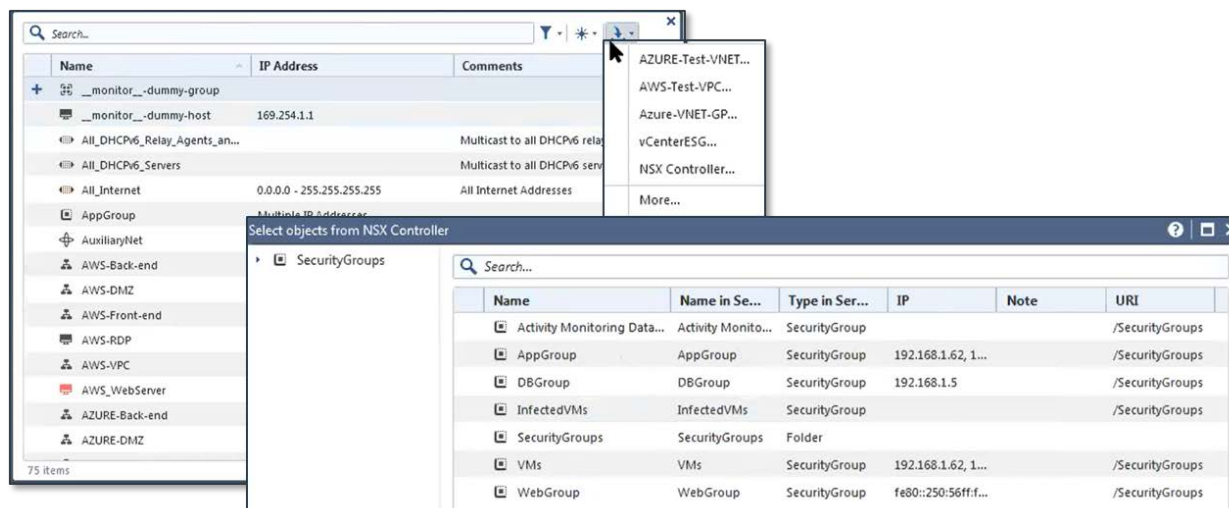 Search...
Name IP Address Comments
__monitor__-dummy-group
__monitor__-dummy-host 169.254.1.1
All_DHCPv6_Relay_Agents_an... Multicast to all DHCPv6 rela
All_DHCPv6_Servers Multicast to all DHCPv6 serv
All_Internet 0.0.0.0 - 255.255.255.255 All Internet Addresses
AppGroup Multiple IP Addresses
AuxiliaryNet
AWS-Back-end
AWS-DMZ
AWS-Front-end
AWS-RDP
AWS-VPC
AWS_WebServer
AZURE-Back-end
AZURE-DMZ
75 items
AZURE-Test-VNET...
AWS-Test-VPC...
Azure-VNET-GP...
vCenterESG...
NSX Controller...
More...
Select objects from NSX Controller
SecurityGroups
Search...
Name Name in Se... Type in Ser... IP Note URI
Activity Monitoring Data... Activity Monito... SecurityGroup /SecurityGroups
AppGroup AppGroup SecurityGroup 192.168.1.62, 1... /SecurityGroups
DBGroup DBGroup SecurityGroup 192.168.1.5 /SecurityGroups
InfectedVMs InfectedVMs SecurityGroup /SecurityGroups
SecurityGroups SecurityGroups Folder
VMs VMs SecurityGroup 192.168.1.62, 1... /SecurityGroups
WebGroup WebGroup SecurityGroup fe80::250:56ff:f... /SecurityGroups